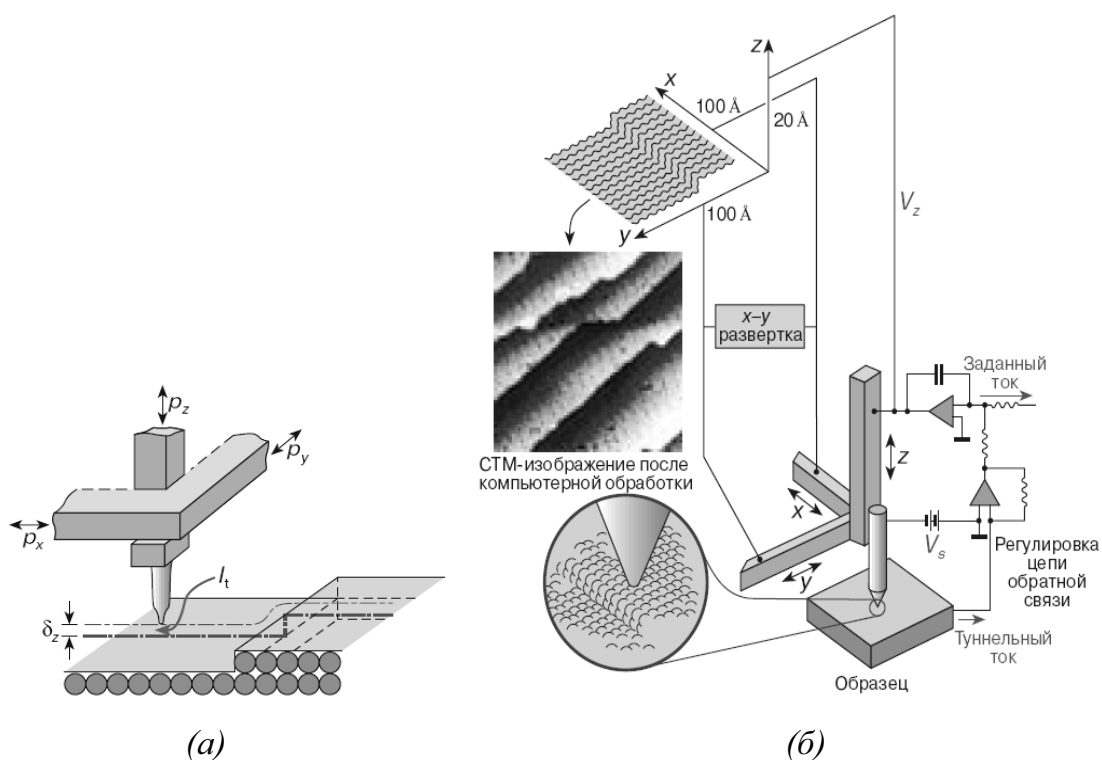 z
x
100 Å
20 Å
100 Å
y
V_z
x–y
развертка
Заданный
ток
СТМ-изображение после
компьютерной обработки
z
x
y
V_s
Регулировка
цепи
обратной
связи
Туннельный
ток
Образец
p_z
p_y
p_x
I_t
δ_z
(а)
(б)